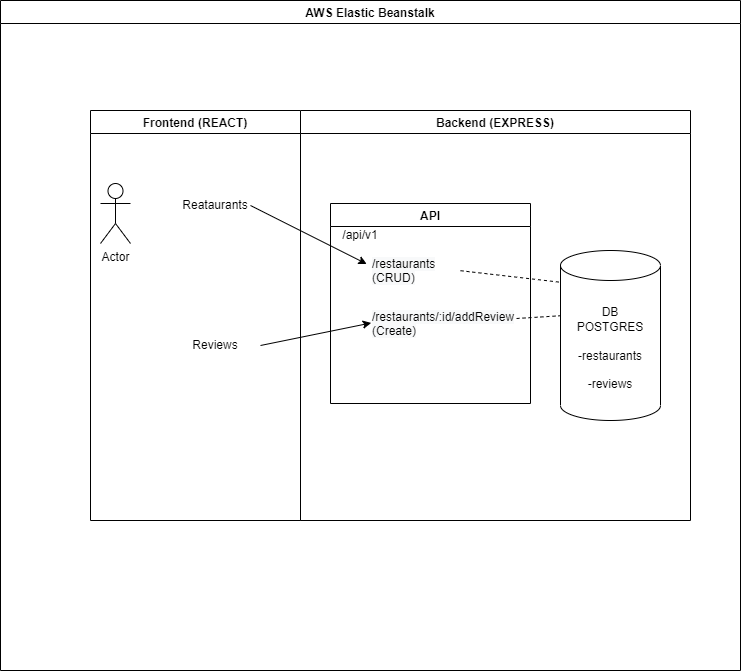 AWS Elastic Beanstalk
Frontend (REACT)
Backend (EXPRESS)
Reataurants
Actor
Reviews
API
/api/v1
/restaurants
(CRUD)
/restaurants/:id/addReview
(Create)
DB
POSTGRES
-restaurants
-reviews